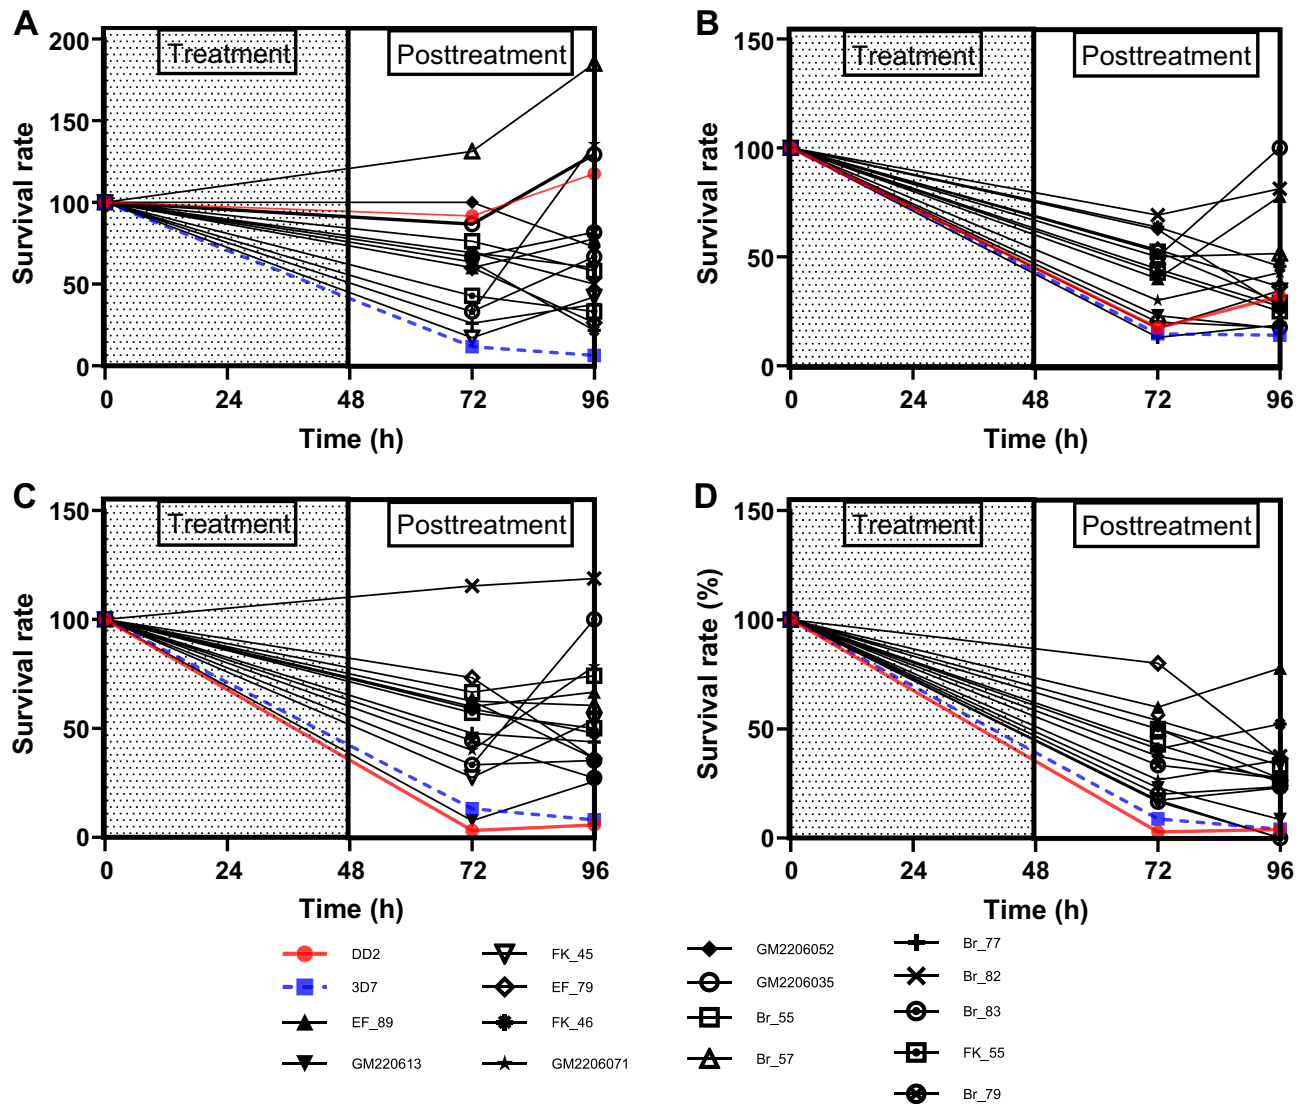 A
Treatment
Posttreatment
200
150
100
50
0
Survival rate
0 24 48 72 96
Time (h)
B
Treatment
Posttreatment
150
100
50
0
Survival rate
0 24 48 72 96
Time (h)
C
Treatment
Posttreatment
150
100
50
0
Survival rate
0 24 48 72 96
Time (h)
D
Treatment
Posttreatment
150
100
50
0
Survival rate (%)
0 24 48 72 96
Time (h)
DD2
3D7
EF_89
GM220613
FK_45
EF_79
FK_46
GM2206071
GM2206052
GM2206035
Br_55
Br_57
Br_77
Br_82
Br_83
FK_55
Br_79